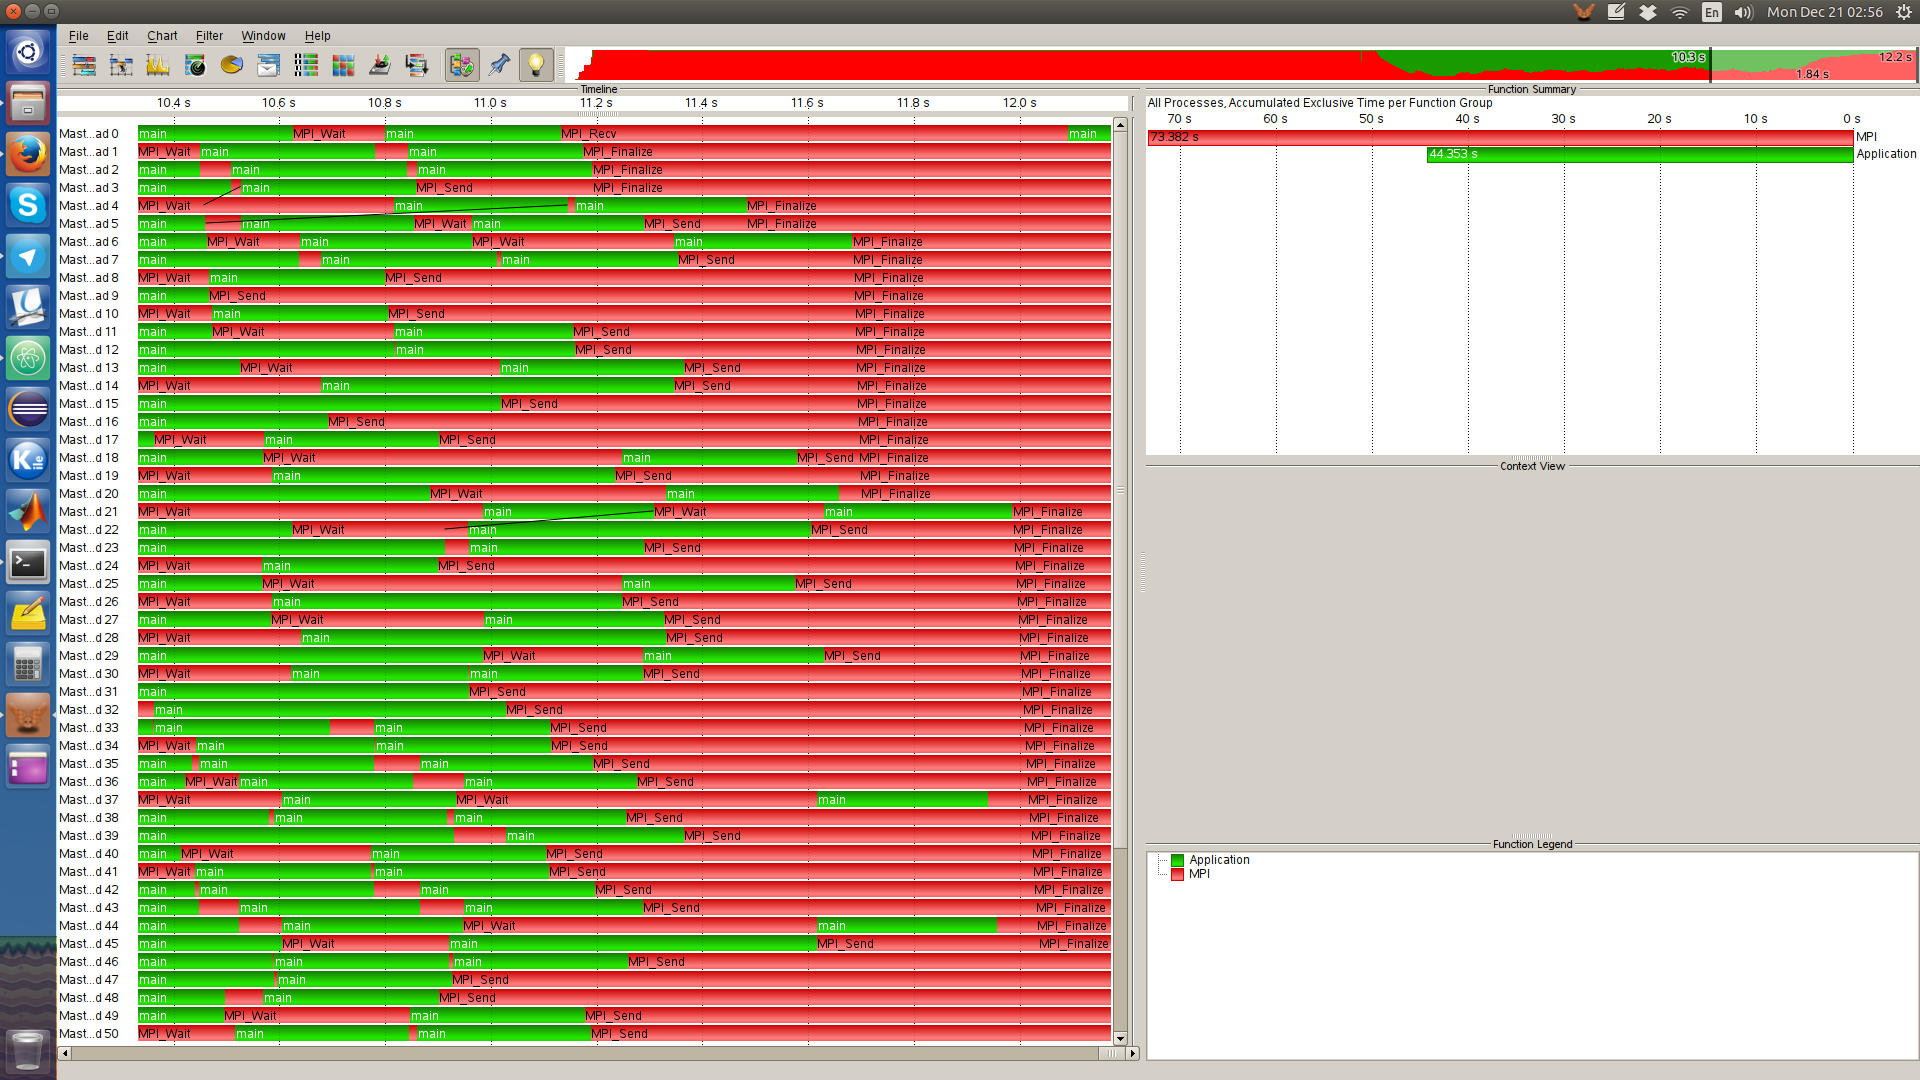 En Mon Dec 21 02:56
File Edit Chart Filter Window Help
10.3 s 12.2 s
1.84 s
Timeline
10.4 s 10.6 s 10.8 s 11.0 s 11.2 s 11.4 s 11.6 s 11.8 s 12.0 s
Mast...ad 0 main MPI_Wait main MPI_Recv main
Mast...ad 1 MPI_Wait main main MPI_Finalize
Mast...ad 2 main main main MPI_Finalize
Mast...ad 3 main main MPI_Send MPI_Finalize
Mast...ad 4 MPI_Wait main main MPI_Finalize
Mast...ad 5 main main MPI_Wait main MPI_Send MPI_Finalize
Mast...ad 6 main MPI_Wait main MPI_Wait main MPI_Finalize
Mast...ad 7 main main main MPI_Send MPI_Finalize
Mast...ad 8 MPI_Wait main MPI_Send MPI_Finalize
Mast...ad 9 main MPI_Send MPI_Finalize
Mast...d 10 MPI_Wait main MPI_Send MPI_Finalize
Mast...d 11 main MPI_Wait main MPI_Send MPI_Finalize
Mast...d 12 main main MPI_Send MPI_Finalize
Mast...d 13 main MPI_Wait main MPI_Send MPI_Finalize
Mast...d 14 MPI_Wait main MPI_Send MPI_Finalize
Mast...d 15 main MPI_Send MPI_Finalize
Mast...d 16 main MPI_Send MPI_Finalize
Mast...d 17 MPI_Wait main MPI_Send MPI_Finalize
Mast...d 18 main MPI_Wait main MPI_Send MPI_Finalize
Mast...d 19 MPI_Wait main MPI_Send MPI_Finalize
Mast...d 20 main MPI_Wait main MPI_Finalize
Mast...d 21 MPI_Wait main MPI_Wait main MPI_Finalize
Mast...d 22 main MPI_Wait main MPI_Send MPI_Finalize
Mast...d 23 main main MPI_Send MPI_Finalize
Mast...d 24 MPI_Wait main MPI_Send MPI_Finalize
Mast...d 25 main MPI_Wait main MPI_Send MPI_Finalize
Mast...d 26 MPI_Wait main MPI_Send MPI_Finalize
Mast...d 27 main MPI_Wait main MPI_Send MPI_Finalize
Mast...d 28 MPI_Wait main MPI_Send MPI_Finalize
Mast...d 29 main MPI_Wait main MPI_Send MPI_Finalize
Mast...d 30 MPI_Wait main main MPI_Send MPI_Finalize
Mast...d 31 main MPI_Send MPI_Finalize
Mast...d 32 main MPI_Send MPI_Finalize
Mast...d 33 main main MPI_Send MPI_Finalize
Mast...d 34 MPI_Wait main main MPI_Send MPI_Finalize
Mast...d 35 main main main MPI_Send MPI_Finalize
Mast...d 36 main MPI_Wait main main MPI_Send MPI_Finalize
Mast...d 37 MPI_Wait main MPI_Wait main MPI_Finalize
Mast...d 38 main main main MPI_Send MPI_Finalize
Mast...d 39 main main MPI_Send MPI_Finalize
Mast...d 40 main MPI_Wait main MPI_Send MPI_Finalize
Mast...d 41 MPI_Wait main main MPI_Send MPI_Finalize
Mast...d 42 main main main MPI_Send MPI_Finalize
Mast...d 43 main main main MPI_Send MPI_Finalize
Mast...d 44 main main MPI_Wait main MPI_Finalize
Mast...d 45 main MPI_Wait main MPI_Send MPI_Finalize
Mast...d 46 main main main MPI_Send
Mast...d 47 main main MPI_Send
Mast...d 48 main main MPI_Send
Mast...d 49 main MPI_Wait main MPI_Send
Mast...d 50 MPI_Wait main main MPI_Send
Function Summary
All Processes, Accumulated Exclusive Time per Function Group
70 s 60 s 50 s 40 s 30 s 20 s 10 s 0 s
73.382 s MPI
44.353 s Application
Context View
Function Legend
Application
MPI